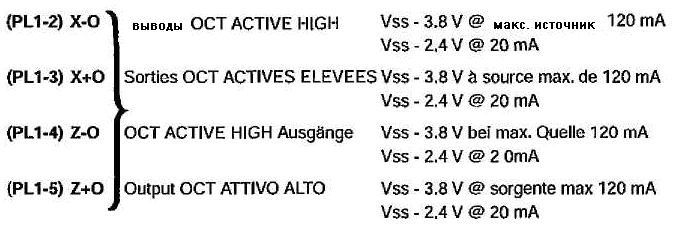 (PL1-2) X-O выводы OCT ACTIVE HIGH Vss - 3.8 V @ макс. источник 120 mA
Vss - 2,4 V @ 20 mA
(PL1-3) X+O Sorties OCT ACTIVES ELEVEES Vss - 3.8 V à source max. de 120 mA
Vss - 2.4 V @ 20 mA
(PL1-4) Z-O OCT ACTIVE HIGH Ausgänge Vss - 3.8 V bei max. Quelle 120 mA
Vss - 2.4 V @ 2 0mA
(PL1-5) Z+O Output OCT ATTIVO ALTO Vss - 3.8 V @ sorgente max 120 mA
Vss - 2,4 V @ 20 mA